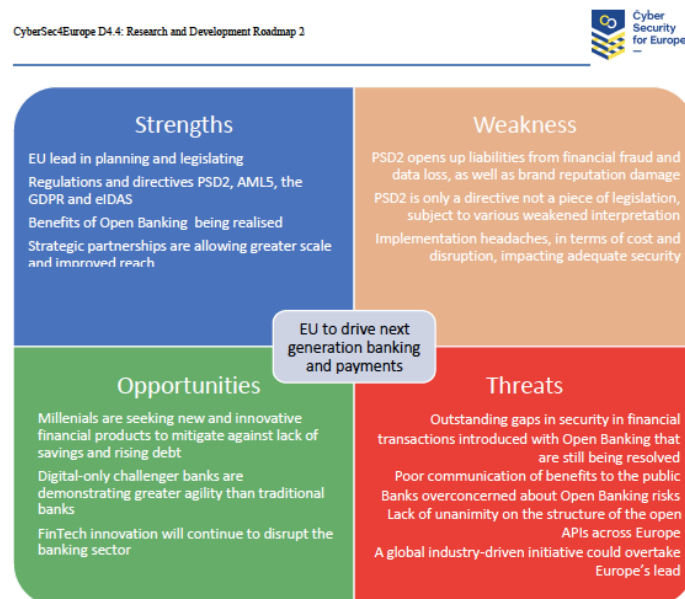 CyberSec4Europe D4.4: Research and Development Roadmap 2
Cyber
Security
for Europe
Strengths
EU lead in planning and legislating
Regulations and directives PSD2, AML5, the
GDPR and eIDAS
Benefits of Open Banking being realised
Strategic partnerships are allowing greater scale
and improved reach
Weakness
PSD2 opens up liabilities from financial fraud and
data loss, as well as brand reputation damage
PSD2 is only a directive not a piece of legislation,
subject to various weakened interpretation
Implementation headaches, in terms of cost and
disruption, impacting adequate security
EU to drive next
generation banking
and payments
Opportunities
Millenials are seeking new and innovative
financial products to mitigate against lack of
savings and rising debt
Digital-only challenger banks are
demonstrating greater agility than traditional
banks
FinTech innovation will continue to disrupt the
banking sector
Threats
Outstanding gaps in security in financial
transactions introduced with Open Banking that
are still being resolved
Poor communication of benefits to the public
Banks overconcerned about Open Banking risks
Lack of unanimity on the structure of the open
APIs across Europe
A global industry-driven initiative could overtake
Europe's lead